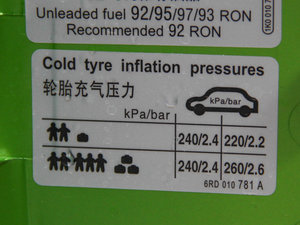 Unleaded fuel 92/95/97/93 RON
Recommended 92 RON
Cold tyre inflation pressures
轮胎充气压力
kPa/bar
kPa/bar
240/2.4 220/2.2
240/2.4 260/2.6
6RD 010 781 A